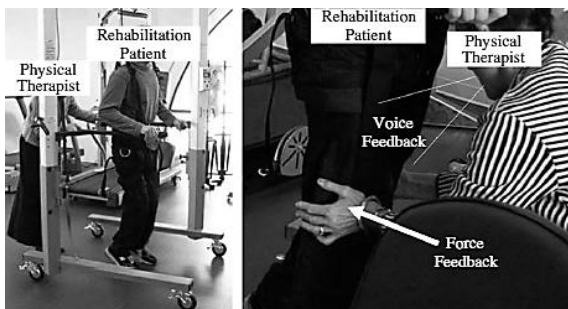 Rehabilitation
Patient
Physical
Therapist
Rehabilitation
Patient
Physical
Therapist
Voice
Feedback
Force
Feedback